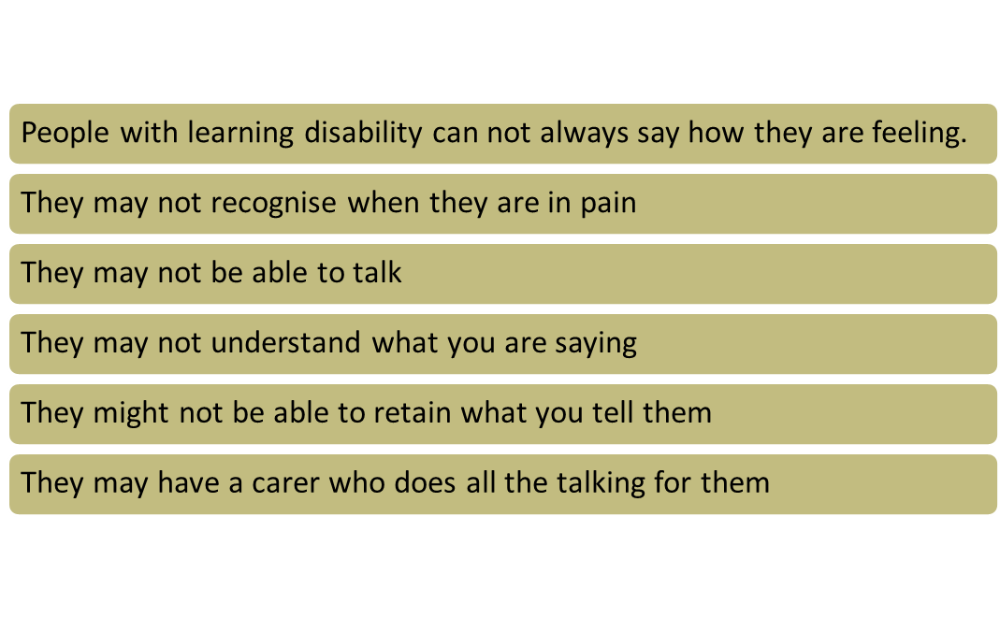 People with learning disability can not always say how they are feeling.
They may not recognise when they are in pain
They may not be able to talk
They may not understand what you are saying
They might not be able to retain what you tell them
They may have a carer who does all the talking for them